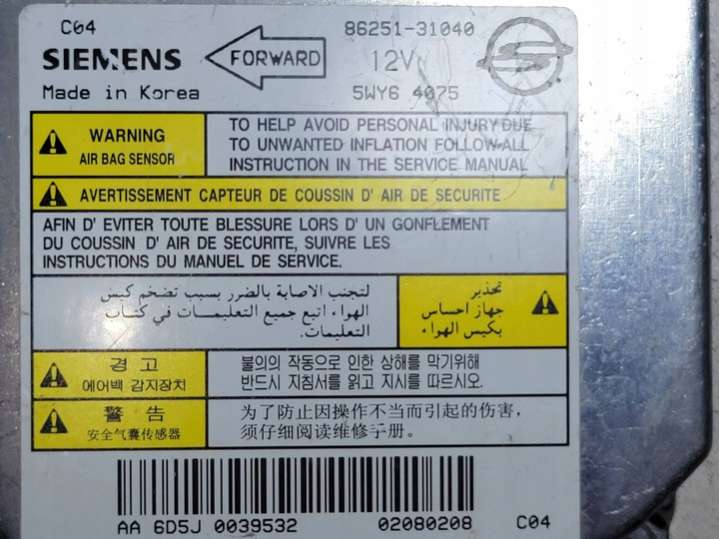 C04
86251-31040
SIEMENS
FORWARD
12V
Made in Korea
5WY6 4075
WARNING
AIR BAG SENSOR
TO HELP AVOID PERSONAL INJURY DUE
TO UNWANTED INFLATION FOLLOW ALL
INSTRUCTION IN THE SERVICE MANUAL
AVERTISSEMENT CAPTEUR DE COUSSIN D' AIR DE SECURITE
AFIN D' EVITER TOUTE BLESSURE LORS D' UN GONFLEMENT
DU COUSSIN D' AIR DE SECURITE, SUIVRE LES
INSTRUCTIONS DU MANUEL DE SERVICE.
تحذير
جهاز احساس
بكيس الهواء
لتجنب الاصابة بالضرر بسبب تضخم كيس
الهواء اتبع جميع التعليمات في كتاب
التعليمات.
경 고
에어백 감지장치
불의의 작동으로 인한 상해를 막기위해
반드시 지침서를 읽고 지시를 따르시오.
警 告
安全气囊传感器
为了防止因操作不当而引起的伤害，
须仔细阅读维修手册。
AA 6D5J 0039532
02080208
C04